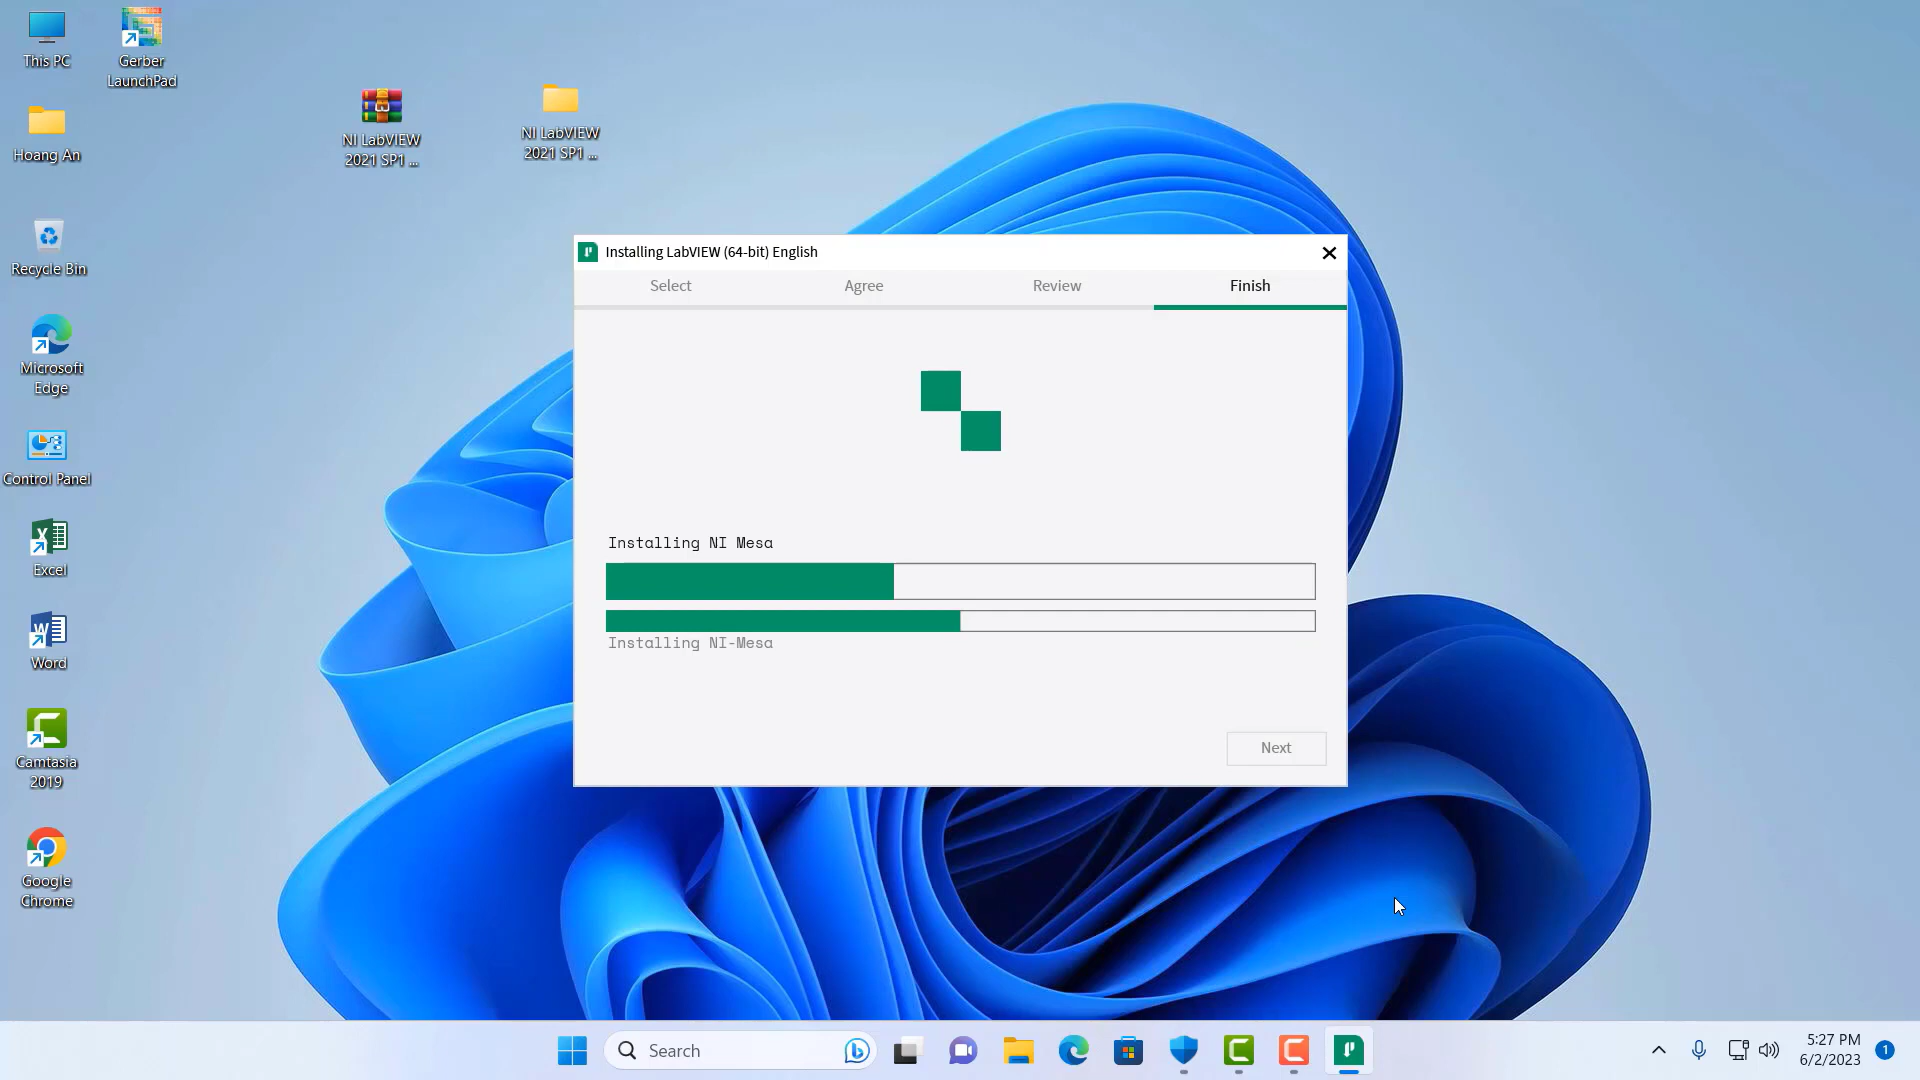 This PC
Gerber
LaunchPad
Hoang An
NI LabVIEW
2021 SP1 ...
NI LabVIEW
2021 SP1 ...
Recycle Bin
Microsoft
Edge
Control Panel
Excel
Word
Camtasia
2019
Google
Chrome
Installing LabVIEW (64-bit) English
Select
Agree
Review
Finish
Installing NI Mesa
Installing NI-Mesa
Next
Search
5:27 PM
6/2/2023
1